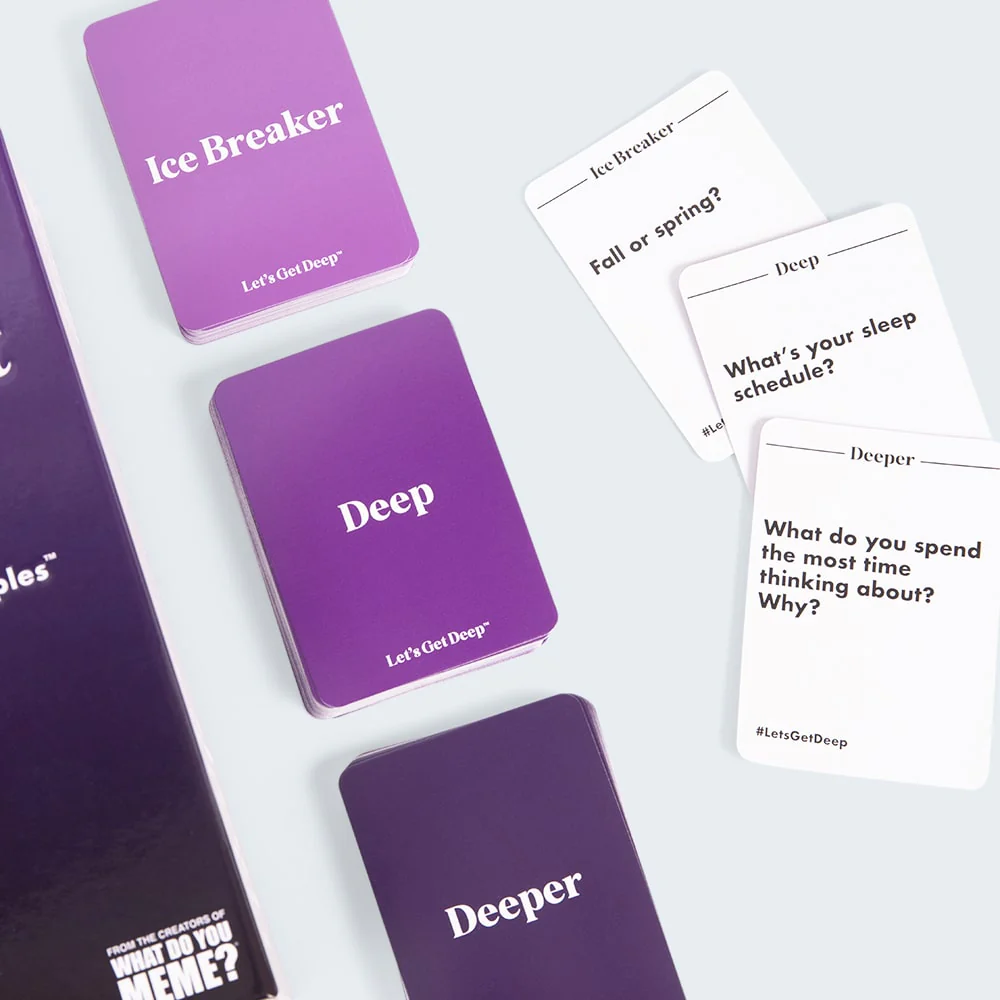 Ice Breaker
Let's Get Deep™
Deep
Let's Get Deep™
Deeper
Ice Breaker
Fall or spring?
Deep
What's your sleep
schedule?
Deeper
What do you spend
the most time
thinking about?
Why?
#LetsGetDeep
FROM THE CREATORS OF
WHAT DO YOU
MEME?